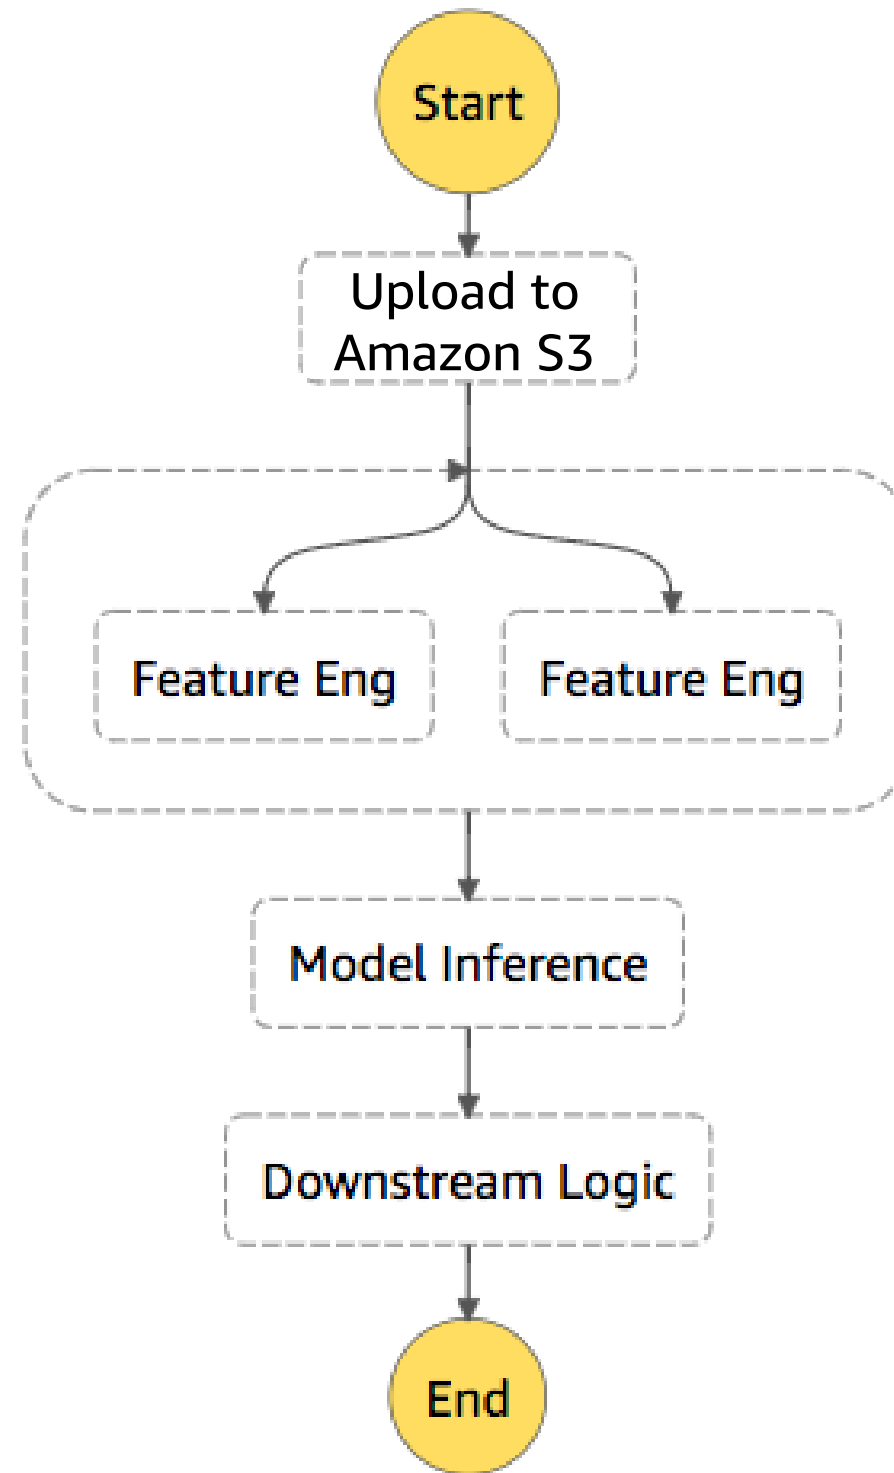 Start
Upload to
Amazon S3
Feature Eng
Feature Eng
Model Inference
Downstream Logic
End